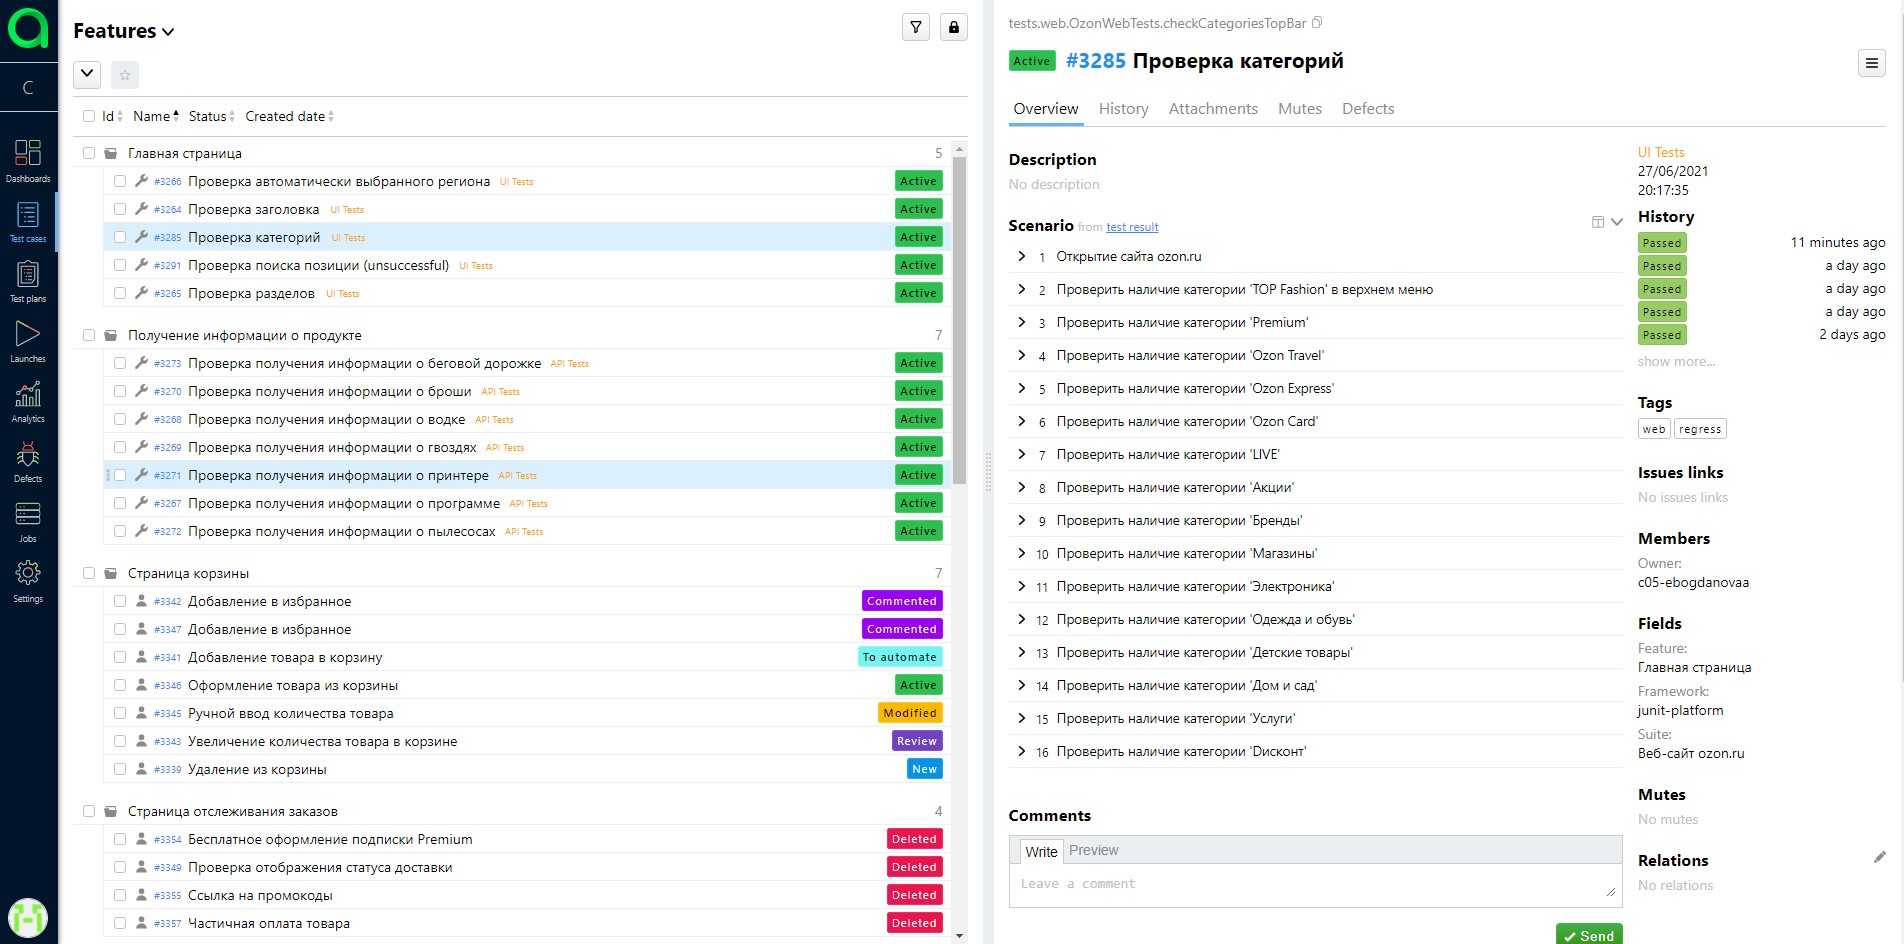 C
Dashboards
Test cases
Test plans
Launches
Analytics
Defects
Jobs
Settings
Features
Id Name Status Created date
Главная страница 5
#3266 Проверка автоматически выбранного региона UI Tests Active
#3264 Проверка заголовка UI Tests Active
#3285 Проверка категорий UI Tests Active
#3291 Проверка поиска позиции (unsuccessful) UI Tests Active
#3265 Проверка разделов UI Tests Active
Получение информации о продукте 7
#3273 Проверка получения информации о беговой дорожке API Tests Active
#3270 Проверка получения информации о броши API Tests Active
#3268 Проверка получения информации о водке API Tests Active
#3269 Проверка получения информации о гвоздях API Tests Active
#3271 Проверка получения информации о принтере API Tests Active
#3267 Проверка получения информации о программе API Tests Active
#3272 Проверка получения информации о пылесосах API Tests Active
Страница корзины 7
#3342 Добавление в избранное Commented
#3347 Добавление в избранное Commented
#3341 Добавление товара в корзину To automate
#3346 Оформление товара из корзины Active
#3345 Ручной ввод количества товара Modified
#3343 Увеличение количества товара в корзине Review
#3339 Удаление из корзины New
Страница отслеживания заказов 4
#3354 Бесплатное оформление подписки Premium Deleted
#3349 Проверка отображения статуса доставки Deleted
#3355 Ссылка на промокоды Deleted
#3357 Частичная оплата товара Deleted
tests.web.OzonWebTests.checkCategoriesTopBar
Active #3285 Проверка категорий
Overview History Attachments Mutes Defects
Description
No description
Scenario from test result
1 Открытие сайта ozon.ru
2 Проверить наличие категории 'TOP Fashion' в верхнем меню
3 Проверить наличие категории 'Premium'
4 Проверить наличие категории 'Ozon Travel'
5 Проверить наличие категории 'Ozon Express'
6 Проверить наличие категории 'Ozon Card'
7 Проверить наличие категории 'LIVE'
8 Проверить наличие категории 'Акции'
9 Проверить наличие категории 'Бренды'
10 Проверить наличие категории 'Магазины'
11 Проверить наличие категории 'Электроника'
12 Проверить наличие категории 'Одежда и обувь'
13 Проверить наличие категории 'Детские товары'
14 Проверить наличие категории 'Дом и сад'
15 Проверить наличие категории 'Услуги'
16 Проверить наличие категории 'Dисконт'
Comments
Write Preview
Leave a comment
Send
UI Tests
27/06/2021
20:17:35
History
Passed 11 minutes ago
Passed a day ago
Passed a day ago
Passed a day ago
Passed 2 days ago
show more...
Tags
web regress
Issues links
No issues links
Members
Owner:
c05-ebogdanovaa
Fields
Feature:
Главная страница
Framework:
junit-platform
Suite:
Веб-сайт ozon.ru
Mutes
No mutes
Relations
No relations